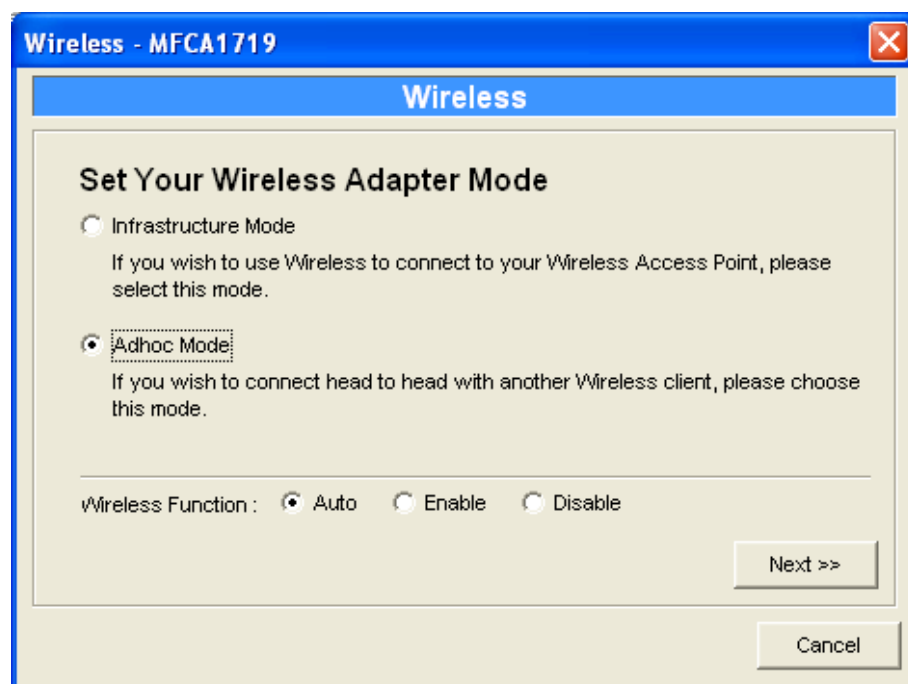 Wireless - MFCA1719
Wireless
Set Your Wireless Adapter Mode
Infrastructure Mode
If you wish to use Wireless to connect to your Wireless Access Point, please
select this mode.
Adhoc Mode
If you wish to connect head to head with another Wireless client, please choose
this mode.
Wireless Function : Auto Enable Disable
Next >>
Cancel